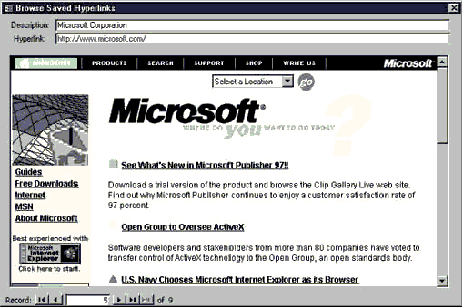 Browse Saved Hyperlinks
Description: Microsoft Corporation
Hyperlink: http://www.microsoft.com/
PRODUCTS SEARCH SUPPORT SHOP WRITE US Microsoft
Select a Location go
Microsoft®
WHERE DO you WANT TO GO TODAY?
See What's New in Microsoft Publisher 97!!
Guides
Free Downloads
Internet
MSN
About Microsoft
Download a trial version of the product and browse the Clip Gallery Live web site.
Find out why Microsoft Publisher continues to enjoy a customer satisfaction rate of
97 percent.
Open Group to Oversee ActiveX
Best experienced with
Microsoft
Internet
Explorer
Click here to start.
Software developers and stakeholders from more than 80 companies have voted to
transfer control of ActiveX technology to the Open Group, an open standards body.
U.S. Navy Chooses Microsoft Internet Explorer as Its Browser
Record: 5 of 9